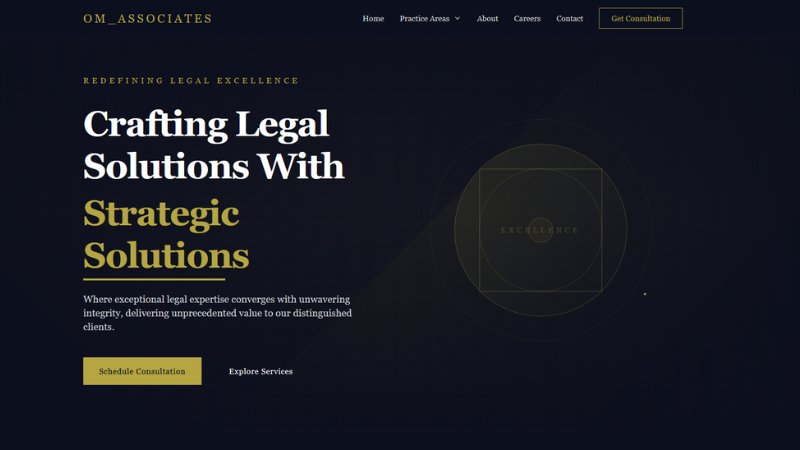 OM_ASSOCIATES
Home
Practice Areas
About
Careers
Contact
Get Consultation
REDEFINING LEGAL EXCELLENCE
Crafting Legal
Solutions With
Strategic
Solutions
EXCELLENCE
Where exceptional legal expertise converges with unwavering
integrity, delivering unprecedented value to our distinguished
clients.
Schedule Consultation
Explore Services